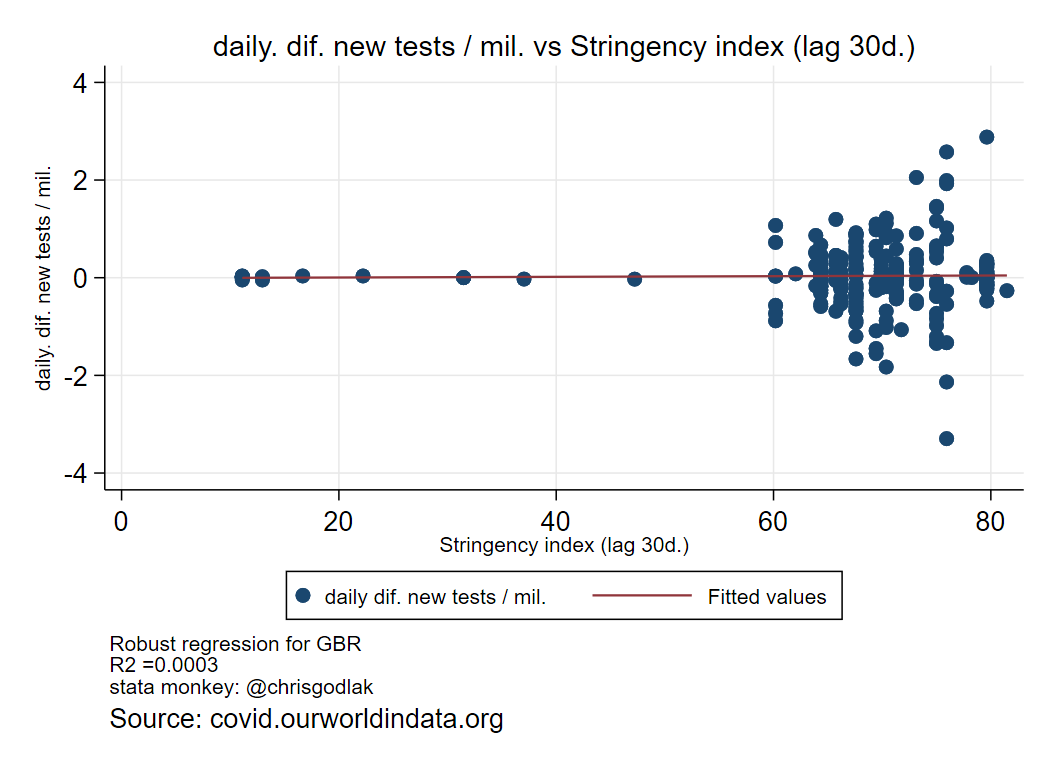 daily. dif. new tests / mil. vs Stringency index (lag 30d.)
daily. dif. new tests / mil.
4
2
0
-2
-4
0 20 40 60 80
Stringency index (lag 30d.)
daily dif. new tests / mil. Fitted values
Robust regression for GBR
R2 =0.0003
stata monkey: @chrisgodlak
Source: covid.ourworldindata.org